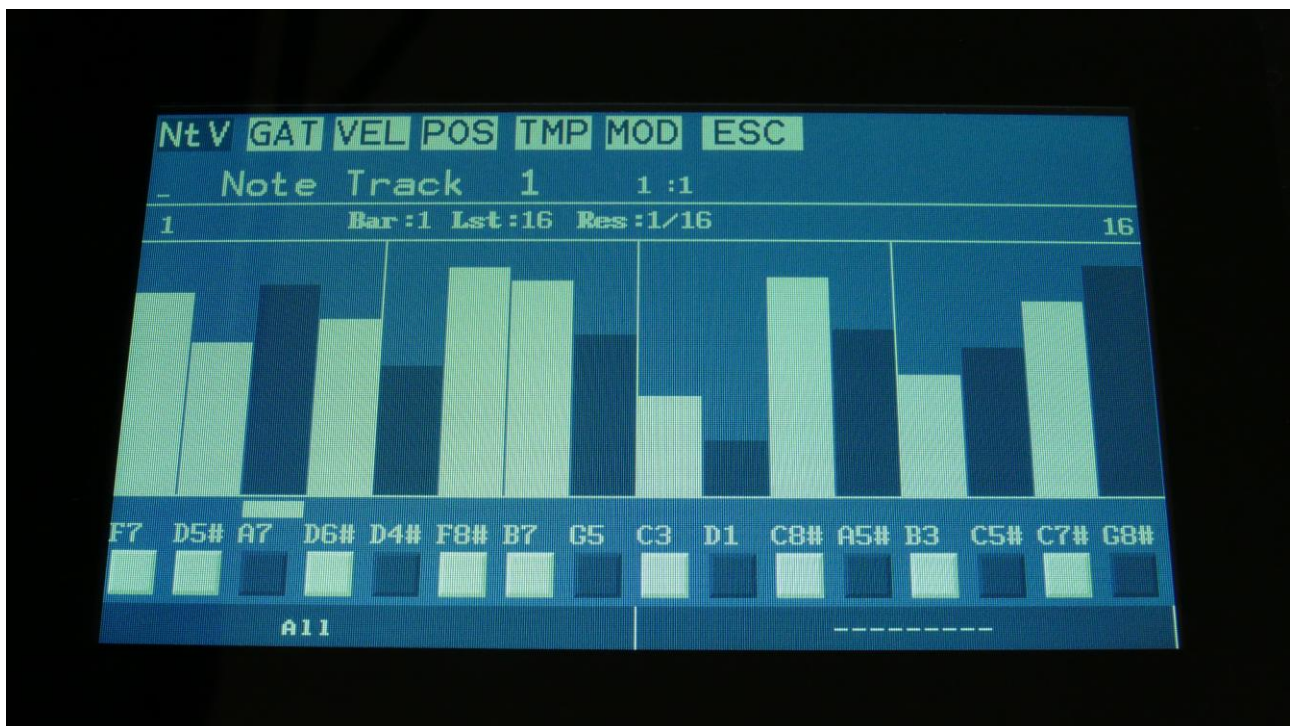 NtV GAT VEL POS TMP MOD ESC
_ Note Track 1 1 :1
1 Bar:1 Lst:16 Res:1/16 16
F7 D5# A7 D6# D4# F8# B7 G5 C3 D1 C8# A5# B3 C5# C7# G8#
All ---------